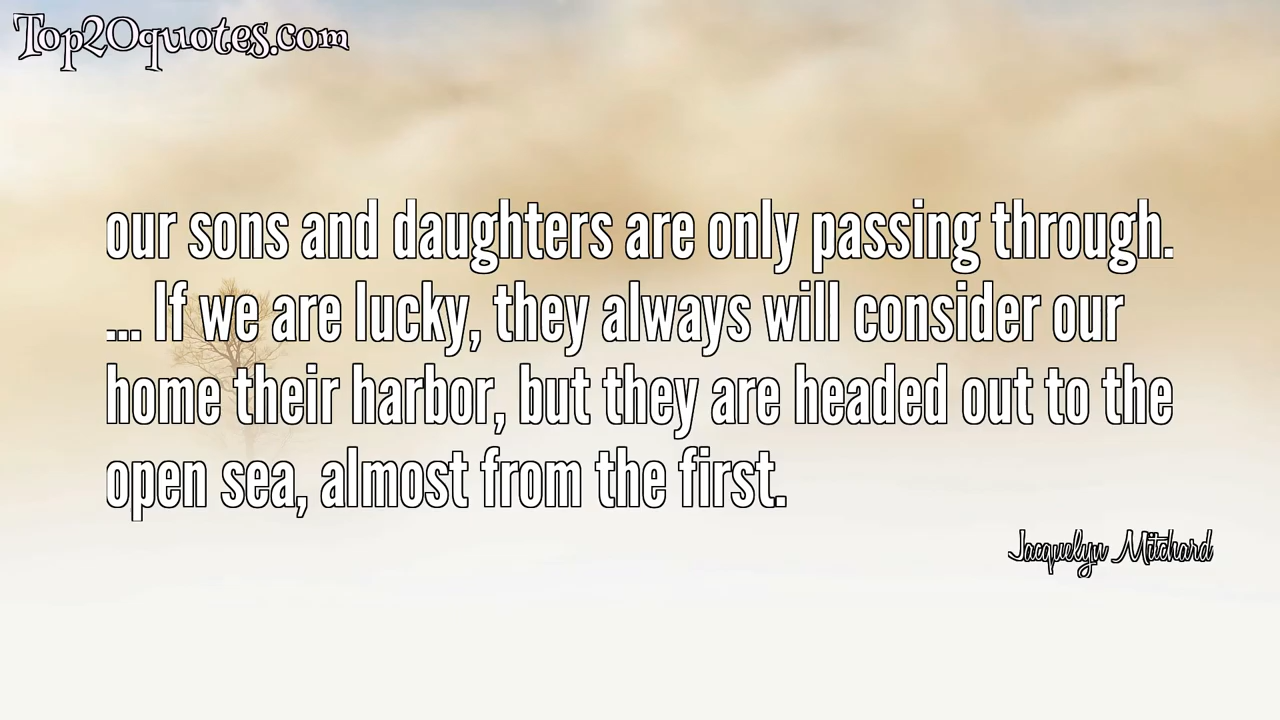 Top20quotes.com
our sons and daughters are only passing through.
... If we are lucky, they always will consider our
home their harbor, but they are headed out to the
open sea, almost from the first.
Jacquelyn Mitchard